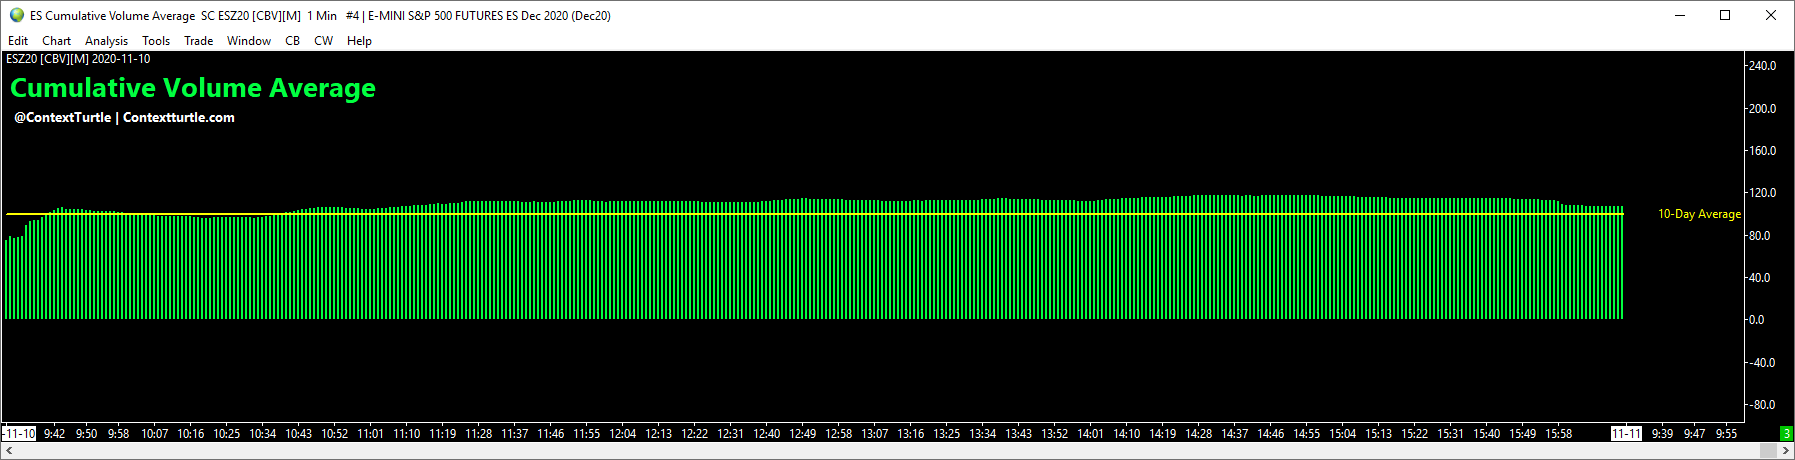 ES Cumulative Volume Average SC ESZ20 [CBV][M] 1 Min #4 | E-MINI S&P 500 FUTURES ES Dec 2020 (Dec20)
Edit Chart Analysis Tools Trade Window CB CW Help
ESZ20 [CBV][M] 2020-11-10
Cumulative Volume Average
@ContextTurtle | Contextturtle.com
240.0
200.0
160.0
120.0
10-Day Average
80.0
40.0
0.0
-40.0
-80.0
-11-10 9:42 9:50 9:58 10:07 10:16 10:25 10:34 10:43 10:52 11:01 11:10 11:19 11:28 11:37 11:46 11:55 12:04 12:13 12:22 12:31 12:40 12:49 12:58 13:07 13:16 13:25 13:34 13:43 13:52 14:01 14:10 14:19 14:28 14:37 14:46 14:55 15:04 15:13 15:22 15:31 15:40 15:49 15:58 11-11 9:39 9:47 9:55 3